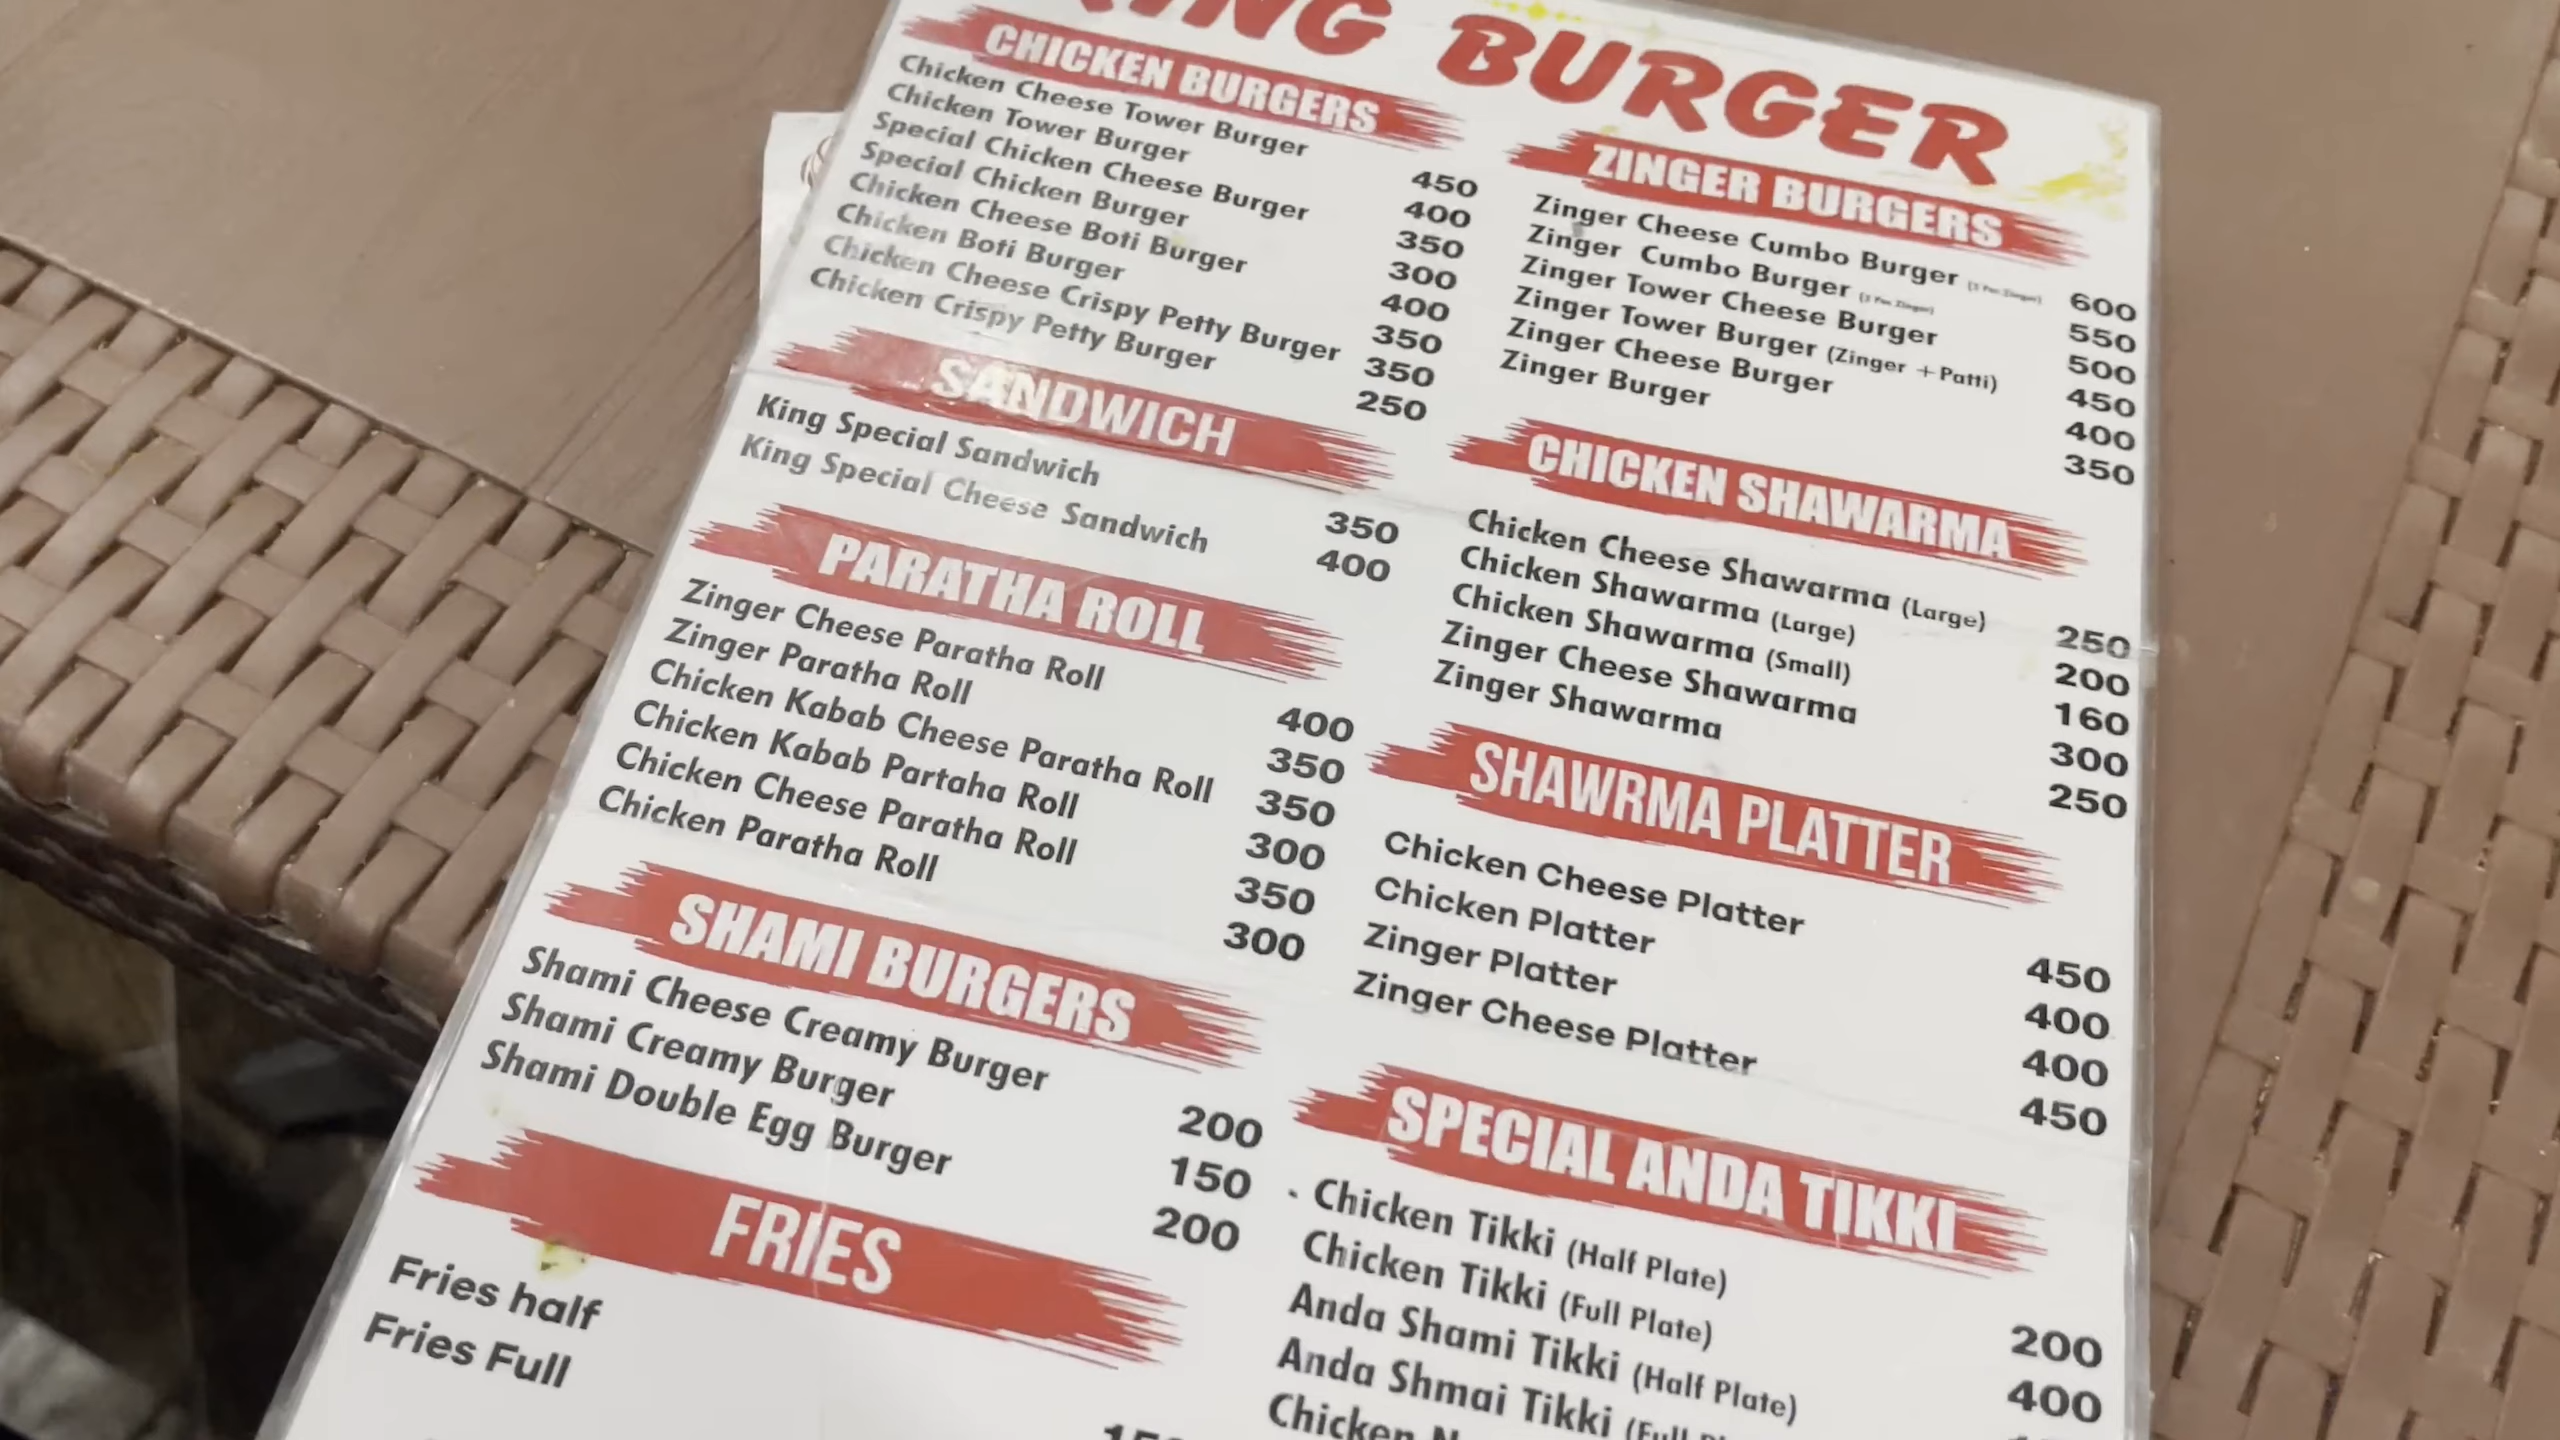 KING BURGER
CHICKEN BURGERS
Chicken Cheese Tower Burger 450
Chicken Tower Burger 400
Special Chicken Cheese Burger 350
Special Chicken Burger 300
Chicken Cheese Boti Burger 400
Chicken Boti Burger 350
Chicken Cheese Crispy Petty Burger 350
Chicken Crispy Petty Burger 250
SANDWICH
King Special Sandwich 350
King Special Cheese Sandwich 400
PARATHA ROLL
Zinger Cheese Paratha Roll 400
Zinger Paratha Roll 350
Chicken Kabab Cheese Paratha Roll 350
Chicken Kabab Partaha Roll 300
Chicken Cheese Paratha Roll 350
Chicken Paratha Roll 300
SHAMI BURGERS
Shami Cheese Creamy Burger 200
Shami Creamy Burger 150
Shami Double Egg Burger 200
FRIES
Fries half
Fries Full
ZINGER BURGERS
Zinger Cheese Cumbo Burger 600
Zinger Cumbo Burger 550
Zinger Tower Cheese Burger 500
Zinger Tower Burger (Zinger +Patti) 450
Zinger Cheese Burger 400
Zinger Burger 350
CHICKEN SHAWARMA
Chicken Cheese Shawarma (Large) 250
Chicken Shawarma (Large) 200
Chicken Shawarma (Small) 160
Zinger Cheese Shawarma 300
Zinger Shawarma 250
SHAWRMA PLATTER
Chicken Cheese Platter 450
Chicken Platter 400
Zinger Platter 400
Zinger Cheese Platter 450
SPECIAL ANDA TIKKI
Chicken Tikki (Half Plate) 200
Chicken Tikki (Full Plate) 400
Anda Shami Tikki (Half Plate)
Anda Shmai Tikki
Chicken